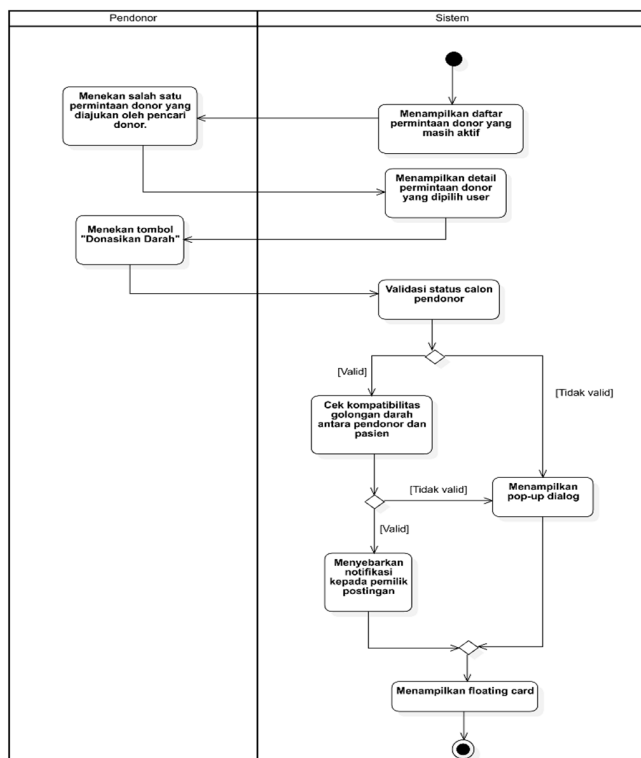 Pendonor
Sistem
Menampilkan daftar
permintaan donor yang
masih aktif
Menekan salah satu
permintaan donor yang
diajukan oleh pencari
donor.
Menampilkan detail
permintaan donor
yang dipilih user
Menekan tombol
"Donasikan Darah"
Validasi status calon
pendonor
[Valid]
[Tidak valid]
Cek kompatibilitas
golongan darah
antara pendonor dan
pasien
[Tidak valid]
Menampilkan
pop-up dialog
[Valid]
Menyebarkan
notifikasi
kepada pemilik
postingan
Menampilkan floating card